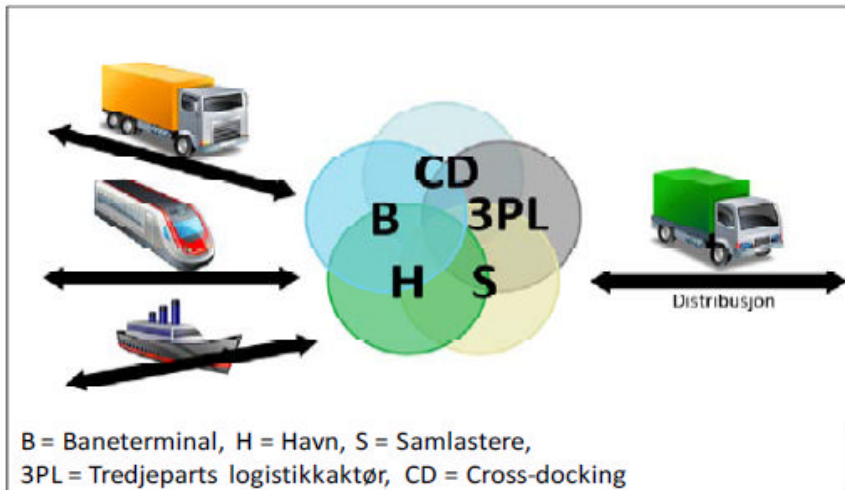 CD
B
3PL
H
S
Distribusjon
B = Baneterminal, H = Havn, S = Samlastere,
3PL = Tredjeparts logistikkaktør, CD = Cross-docking